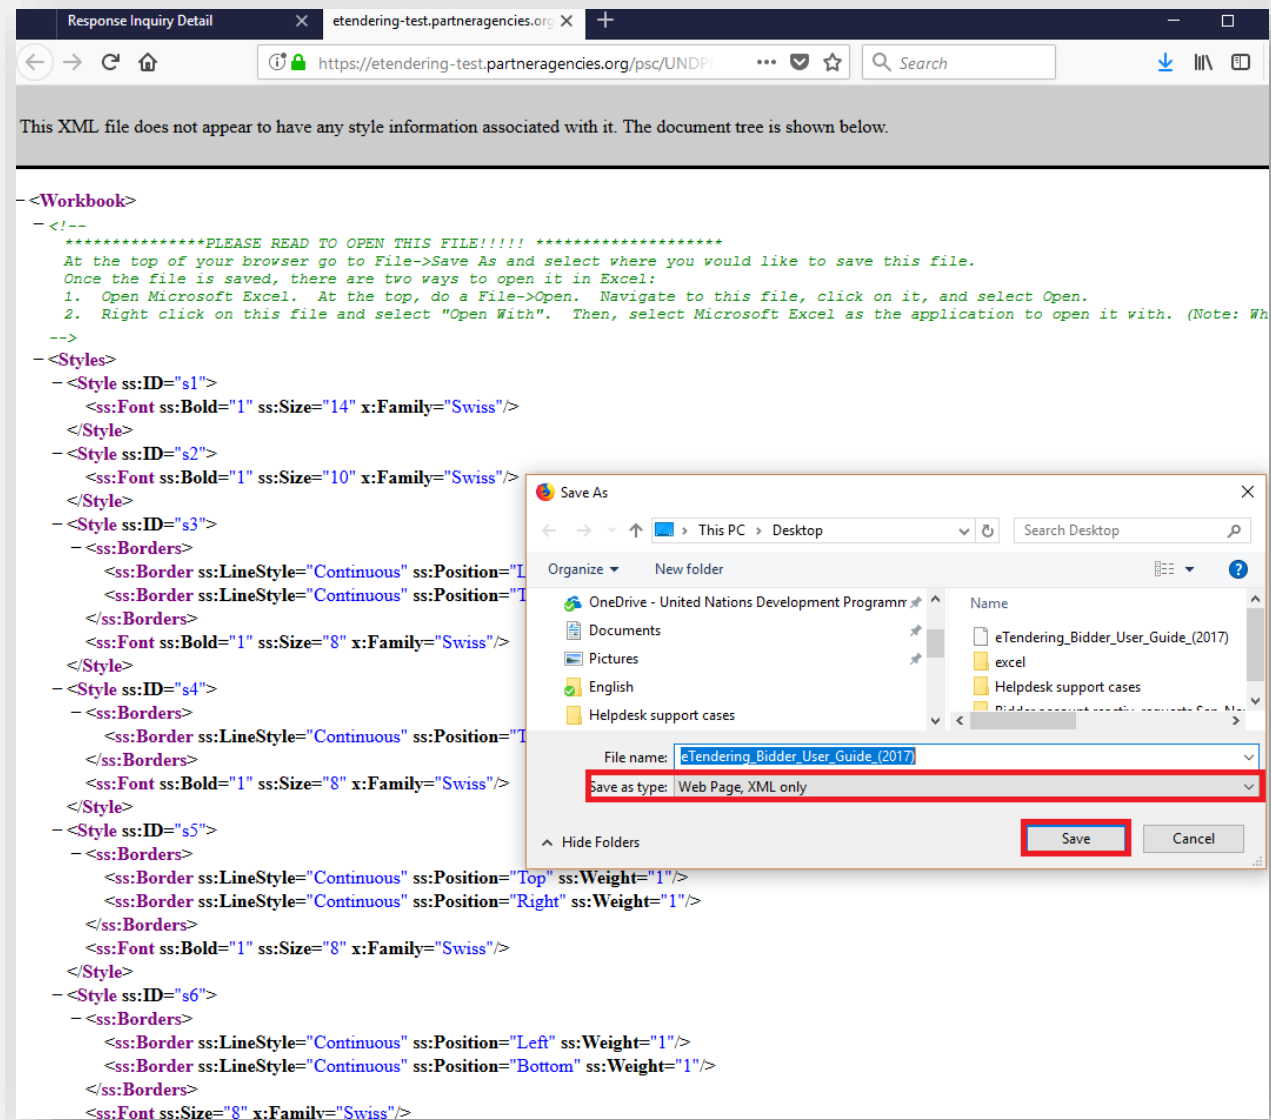 Response Inquiry Detail
etendering-test.partneragencies.org
https://etendering-test.partneragencies.org/psc/UNDP
Search
This XML file does not appear to have any style information associated with it. The document tree is shown below.
−<Workbook>
−<!--
***************PLEASE READ TO OPEN THIS FILE!!!!! ********************
At the top of your browser go to File->Save As and select where you would like to save this file.
Once the file is saved, there are two ways to open it in Excel:
1. Open Microsoft Excel. At the top, do a File->Open. Navigate to this file, click on it, and select Open.
2. Right click on this file and select "Open With". Then, select Microsoft Excel as the application to open it with. (Note: Wh
-->
−<Styles>
−<Style ss:ID="s1">
<ss:Font ss:Bold="1" ss:Size="14" x:Family="Swiss"/>
</Style>
−<Style ss:ID="s2">
<ss:Font ss:Bold="1" ss:Size="10" x:Family="Swiss"/>
</Style>
−<Style ss:ID="s3">
−<ss:Borders>
<ss:Border ss:LineStyle="Continuous" ss:Position="L
<ss:Border ss:LineStyle="Continuous" ss:Position="T
</ss:Borders>
<ss:Font ss:Bold="1" ss:Size="8" x:Family="Swiss"/>
</Style>
−<Style ss:ID="s4">
−<ss:Borders>
<ss:Border ss:LineStyle="Continuous" ss:Position="T
</ss:Borders>
<ss:Font ss:Bold="1" ss:Size="8" x:Family="Swiss"/>
</Style>
−<Style ss:ID="s5">
−<ss:Borders>
<ss:Border ss:LineStyle="Continuous" ss:Position="Top" ss:Weight="1"/>
<ss:Border ss:LineStyle="Continuous" ss:Position="Right" ss:Weight="1"/>
</ss:Borders>
<ss:Font ss:Bold="1" ss:Size="8" x:Family="Swiss"/>
</Style>
−<Style ss:ID="s6">
−<ss:Borders>
<ss:Border ss:LineStyle="Continuous" ss:Position="Left" ss:Weight="1"/>
<ss:Border ss:LineStyle="Continuous" ss:Position="Bottom" ss:Weight="1"/>
</ss:Borders>
<ss:Font ss:Size="8" x:Family="Swiss"/>
Save As
This PC > Desktop
Search Desktop
Organize
New folder
OneDrive - United Nations Development Programm
Documents
Pictures
English
Helpdesk support cases
Name
eTendering_Bidder_User_Guide_(2017)
excel
Helpdesk support cases
File name: eTendering_Bidder_User_Guide_(2017)
Save as type: Web Page, XML only
Hide Folders
Save
Cancel